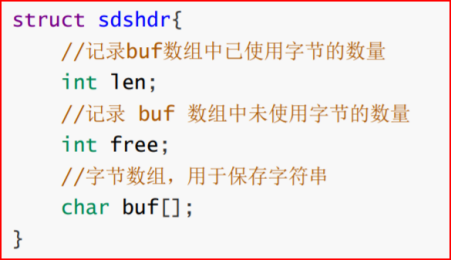 struct sdshdr{
    //记录buf数组中已使用字节的数量
    int len;
    //记录 buf 数组中未使用字节的数量
    int free;
    //字节数组，用于保存字符串
    char buf[];
}